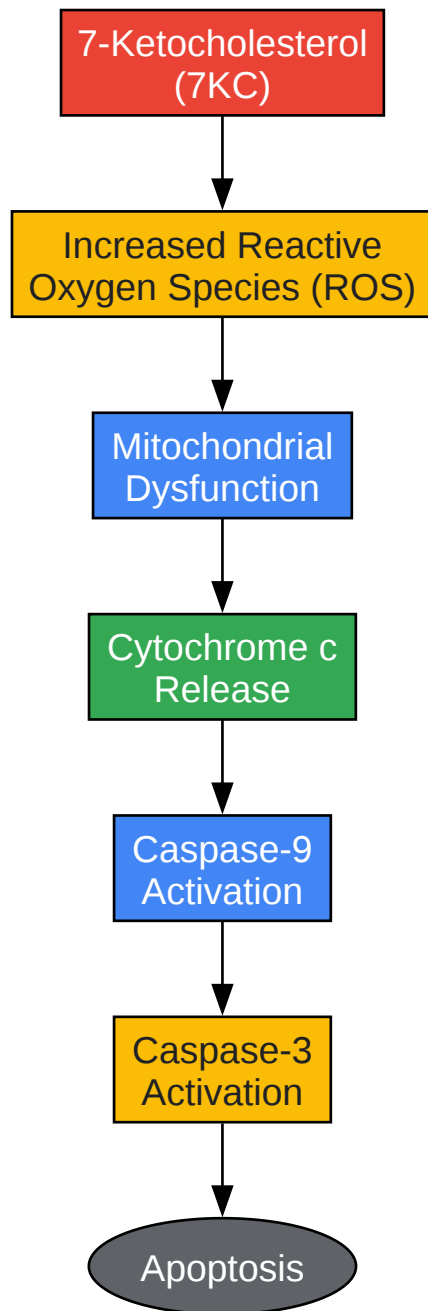 7-Ketocholesterol
(7KC)
Increased Reactive
Oxygen Species (ROS)
Mitochondrial
Dysfunction
Cytochrome c
Release
Caspase-9
Activation
Caspase-3
Activation
Apoptosis